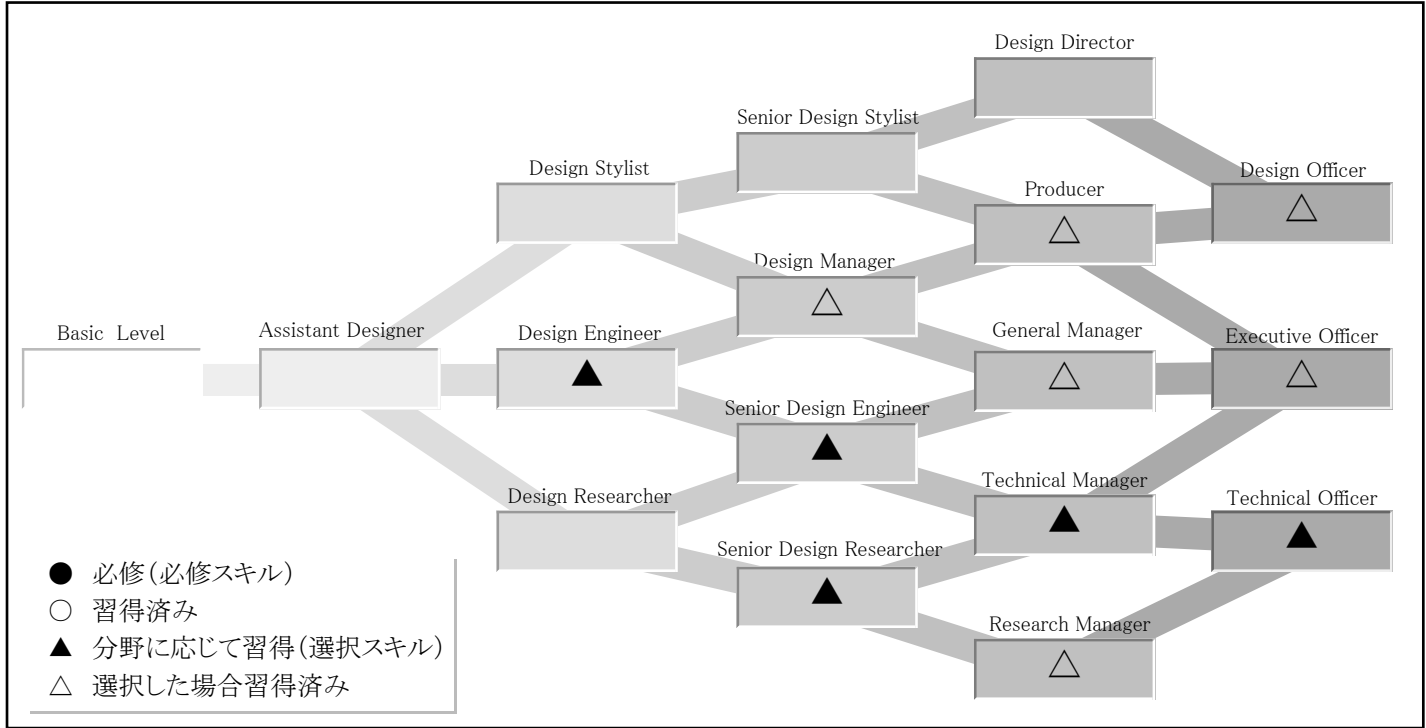 Design Director
Senior Design Stylist
Design Stylist
Producer
Design Officer
Design Manager
△
△
△
Basic Level
Assistant Designer
Design Engineer
General Manager
Executive Officer
▲
△
△
Senior Design Engineer
▲
Design Researcher
Technical Manager
Technical Officer
▲
▲
Senior Design Researcher
▲
Research Manager
△
● 必修(必修スキル)
○ 習得済み
▲ 分野に応じて習得(選択スキル)
△ 選択した場合習得済み